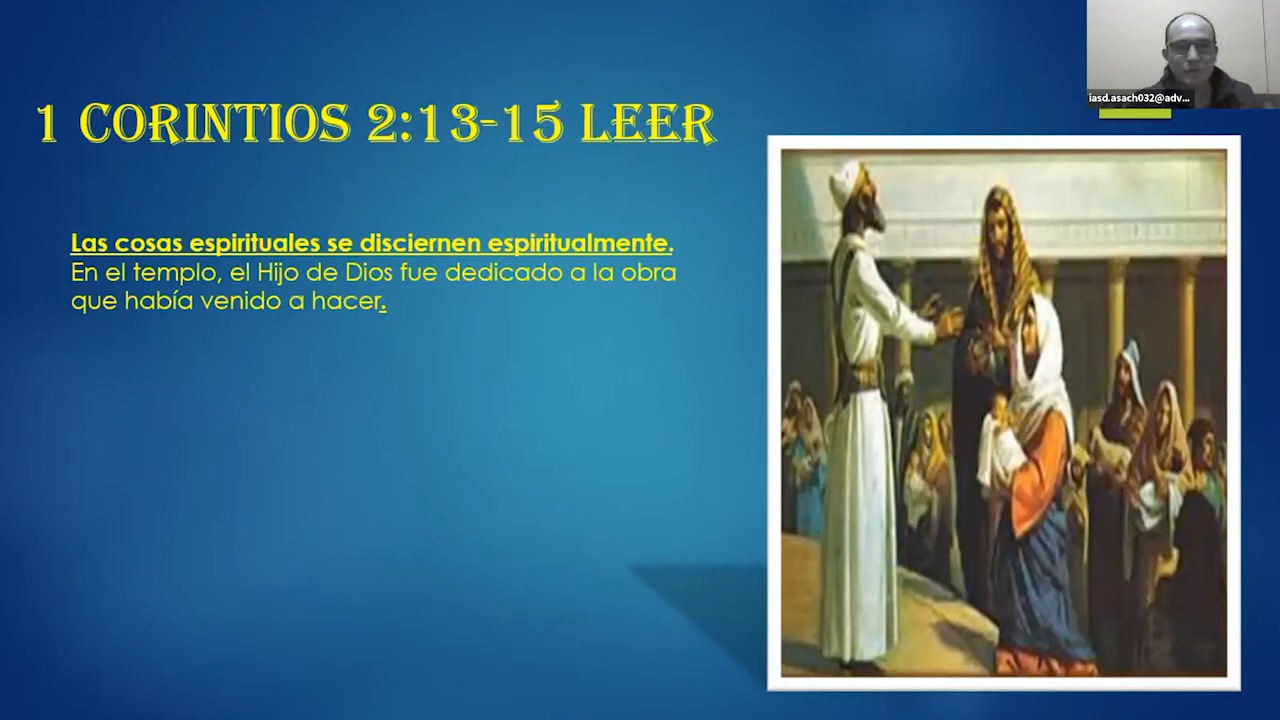 1 CORINTIOS 2:13-15 LEER
Las cosas espirituales se disciernen espiritualmente.
En el templo, el Hijo de Dios fue dedicado a la obra
que había venido a hacer.
iasd.asach032@adv...